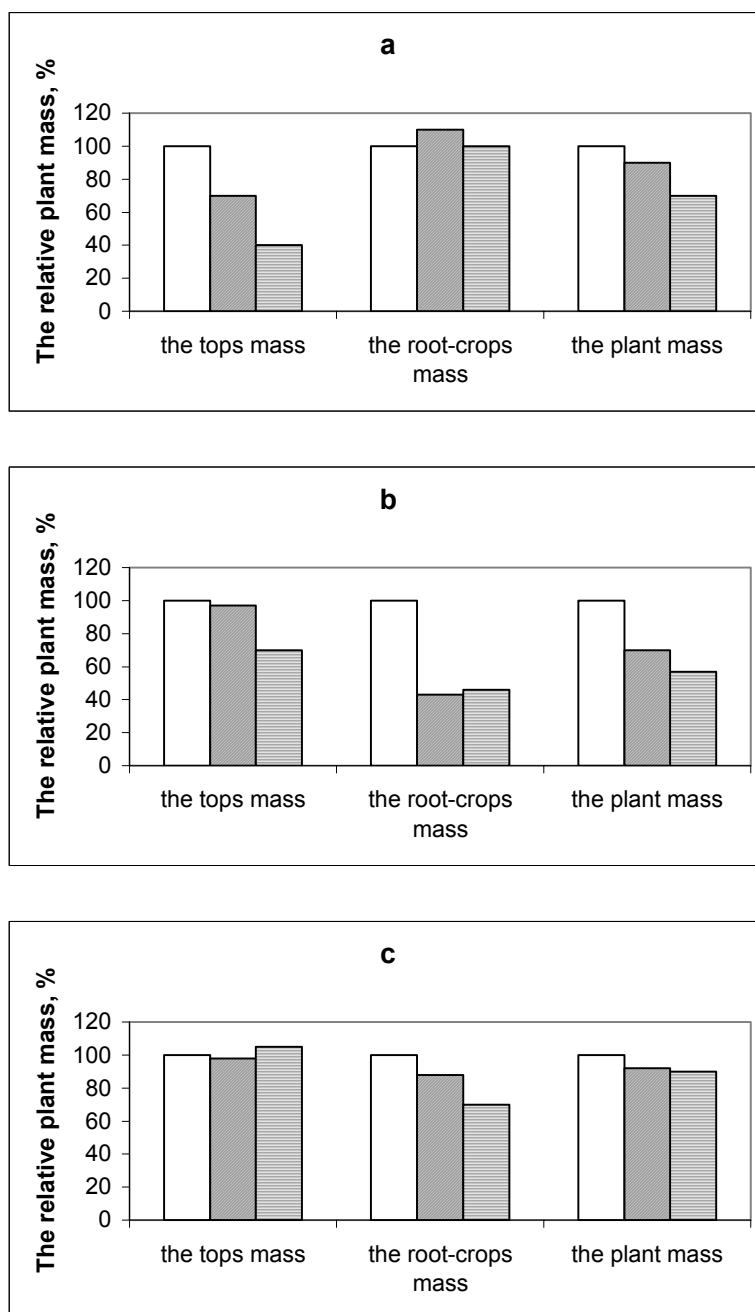 a
The relative plant mass, %
120
100
80
60
40
20
0
the tops mass
the root-crops
mass
the plant mass
b
The relative plant mass, %
120
100
80
60
40
20
0
the tops mass
the root-crops
mass
the plant mass
c
The relative plant mass, %
120
100
80
60
40
20
0
the tops mass
the root-crops
mass
the plant mass